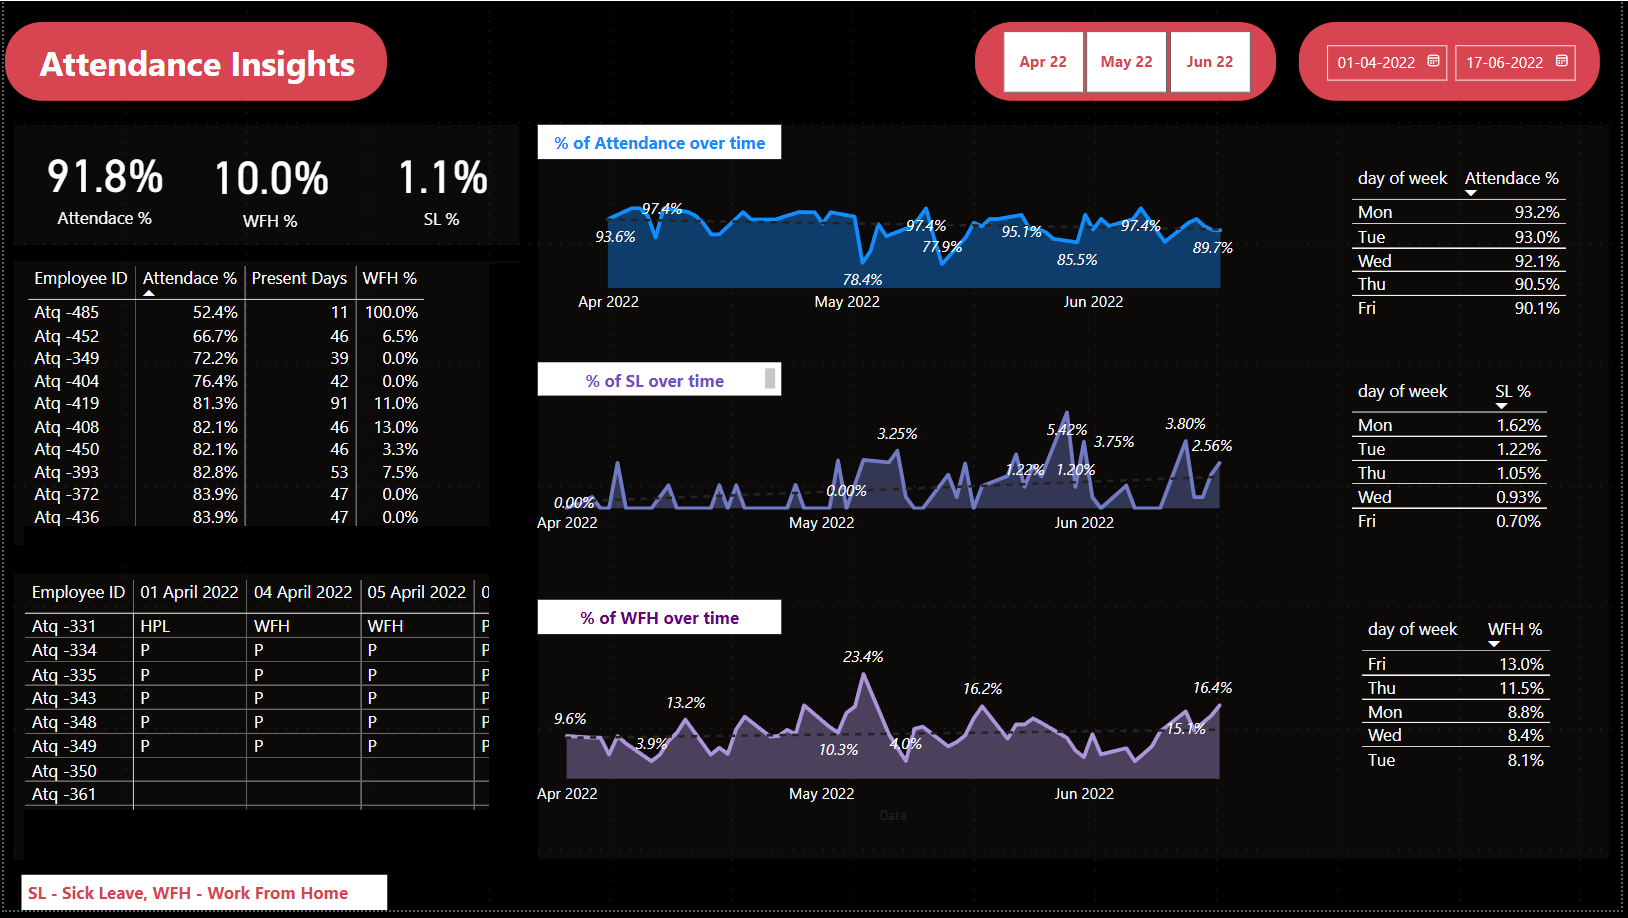 Attendance Insights
Apr 22 May 22 Jun 22
01-04-2022 17-06-2022
91.8% 10.0% 1.1%
Attendace % WFH % SL %
Employee ID Attendace % Present Days WFH %
Atq -485 52.4% 11 100.0%
Atq -452 66.7% 46 6.5%
Atq -349 72.2% 39 0.0%
Atq -404 76.4% 42 0.0%
Atq -419 81.3% 91 11.0%
Atq -408 82.1% 46 13.0%
Atq -450 82.1% 46 3.3%
Atq -393 82.8% 53 7.5%
Atq -372 83.9% 47 0.0%
Atq -436 83.9% 47 0.0%
Employee ID 01 April 2022 04 April 2022 05 April 2022 0
Atq -331 HPL WFH WFH P
Atq -334 P P P P
Atq -335 P P P P
Atq -343 P P P P
Atq -348 P P P P
Atq -349 P P P P
Atq -350
Atq -361
SL - Sick Leave, WFH - Work From Home
% of Attendance over time
93.6% 97.4% 78.4% 97.4% 77.9% 95.1% 85.5% 97.4% 89.7%
Apr 2022 May 2022 Jun 2022
day of week Attendace %
Mon 93.2%
Tue 93.0%
Wed 92.1%
Thu 90.5%
Fri 90.1%
% of SL over time
0.00% 0.00% 3.25% 1.22% 5.42% 1.20% 3.75% 3.80% 2.56%
Apr 2022 May 2022 Jun 2022
day of week SL %
Mon 1.62%
Tue 1.22%
Thu 1.05%
Wed 0.93%
Fri 0.70%
% of WFH over time
9.6% 3.9% 13.2% 10.3% 23.4% 4.0% 16.2% 15.1% 16.4%
Apr 2022 May 2022 Jun 2022
Date
day of week WFH %
Fri 13.0%
Thu 11.5%
Mon 8.8%
Wed 8.4%
Tue 8.1%